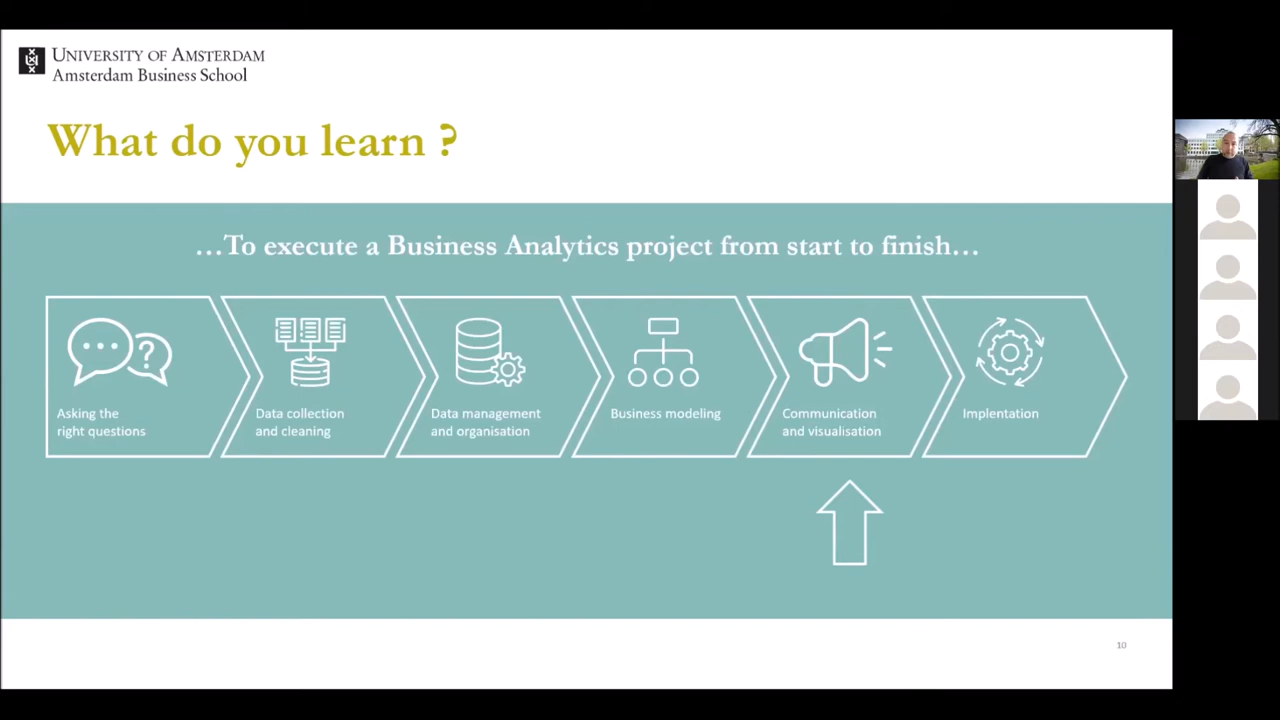 UNIVERSITY OF AMSTERDAM
Amsterdam Business School
What do you learn ?
…To execute a Business Analytics project from start to finish…
Asking the
right questions
Data collection
and cleaning
Data management
and organisation
Business modeling
Communication
and visualisation
Implentation
10